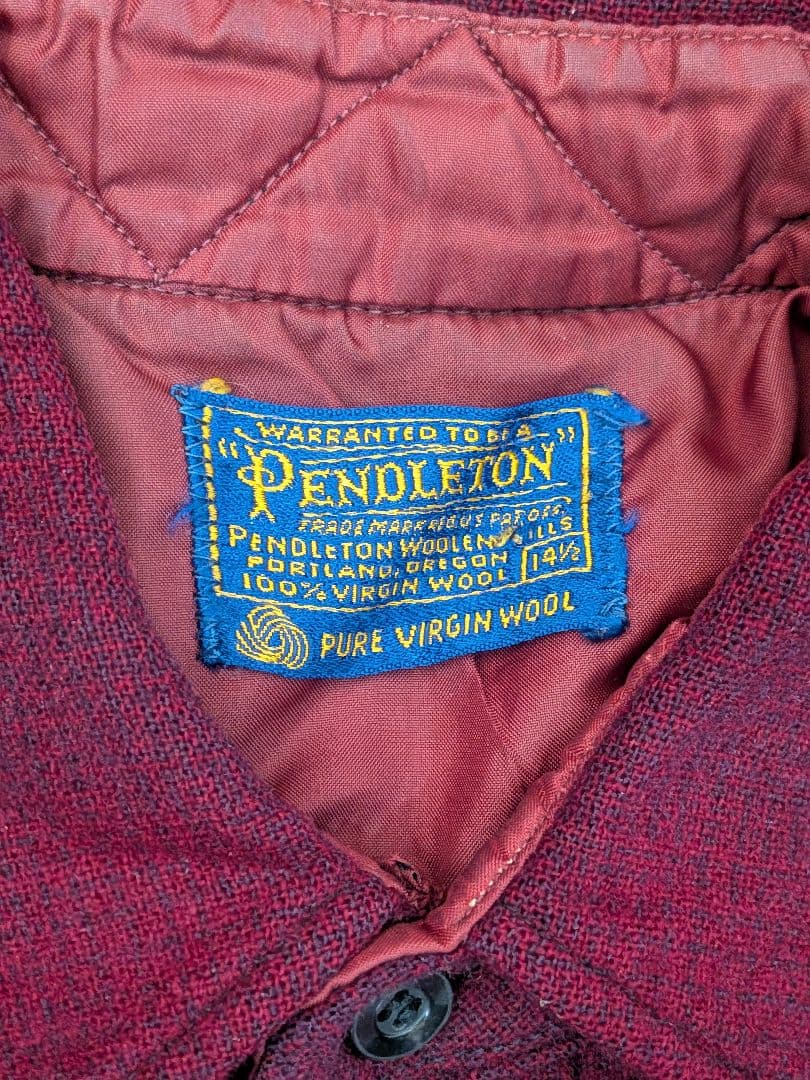 WARRANTED TO BE A
"PENDLETON"
TRADE MARK REG U S PAT OFF
PENDLETON WOOLEN MILLS
PORTLAND, OREGON
14½
100% VIRGIN WOOL
PURE VIRGIN WOOL